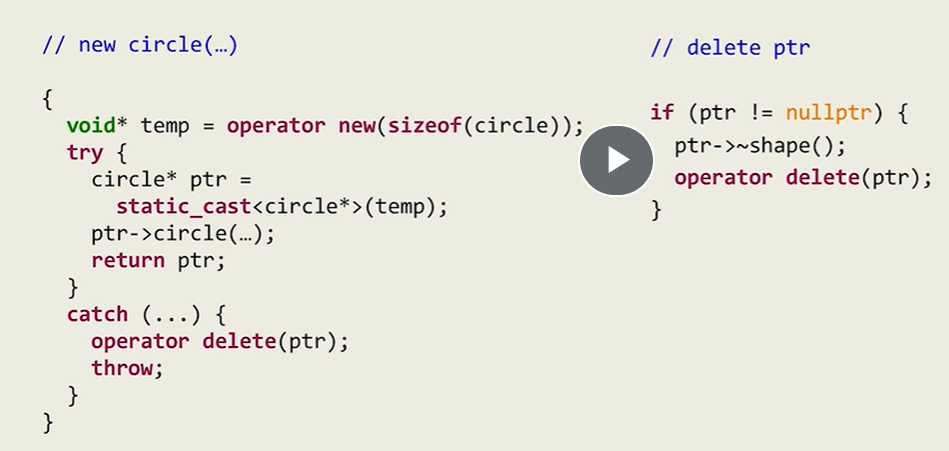 // new circle(…)
{
void* temp = operator new(sizeof(circle));
try {
circle* ptr =
static_cast<circle*>(temp);
ptr->circle(…);
return ptr;
}
catch (...) {
operator delete(ptr);
throw;
}
}
// delete ptr
if (ptr != nullptr) {
ptr->~shape();
operator delete(ptr);
}